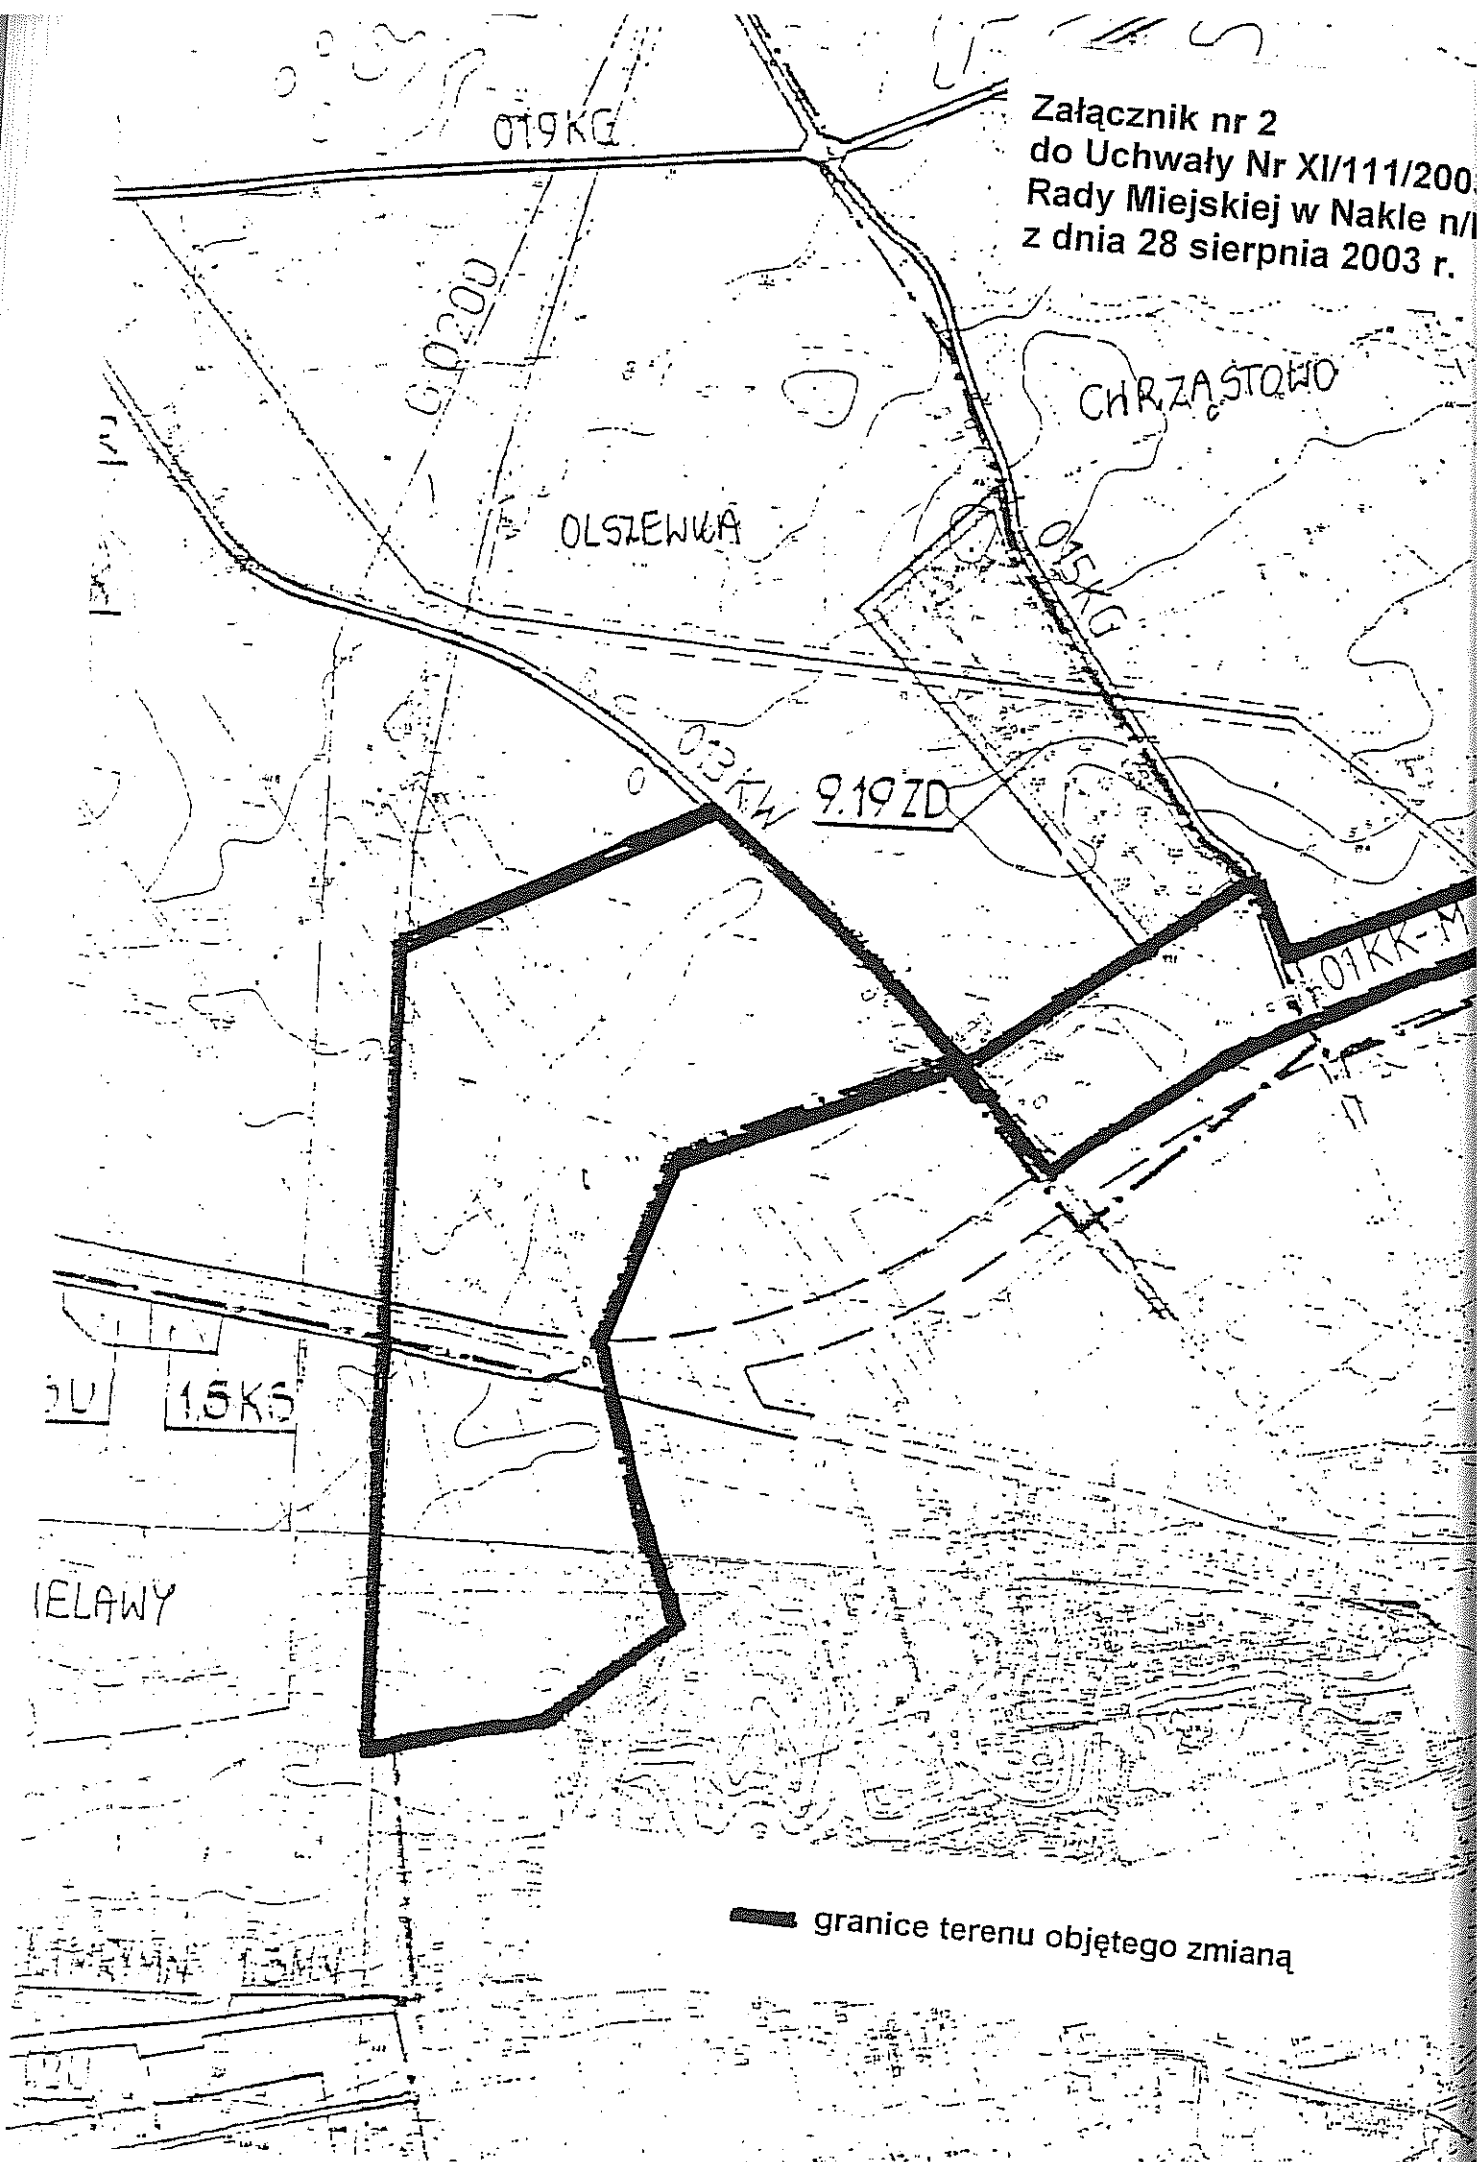 019KG
Załącznik nr 2
do Uchwały Nr XI/111/200
Rady Miejskiej w Nakle n/
z dnia 28 sierpnia 2003 r.
G 0200
CHRZĄSTOWO
OLSZEWKA
015KG
013KW
9.19ZD
01KK-M
1.5KS
IELAWY
granice terenu objętego zmianą